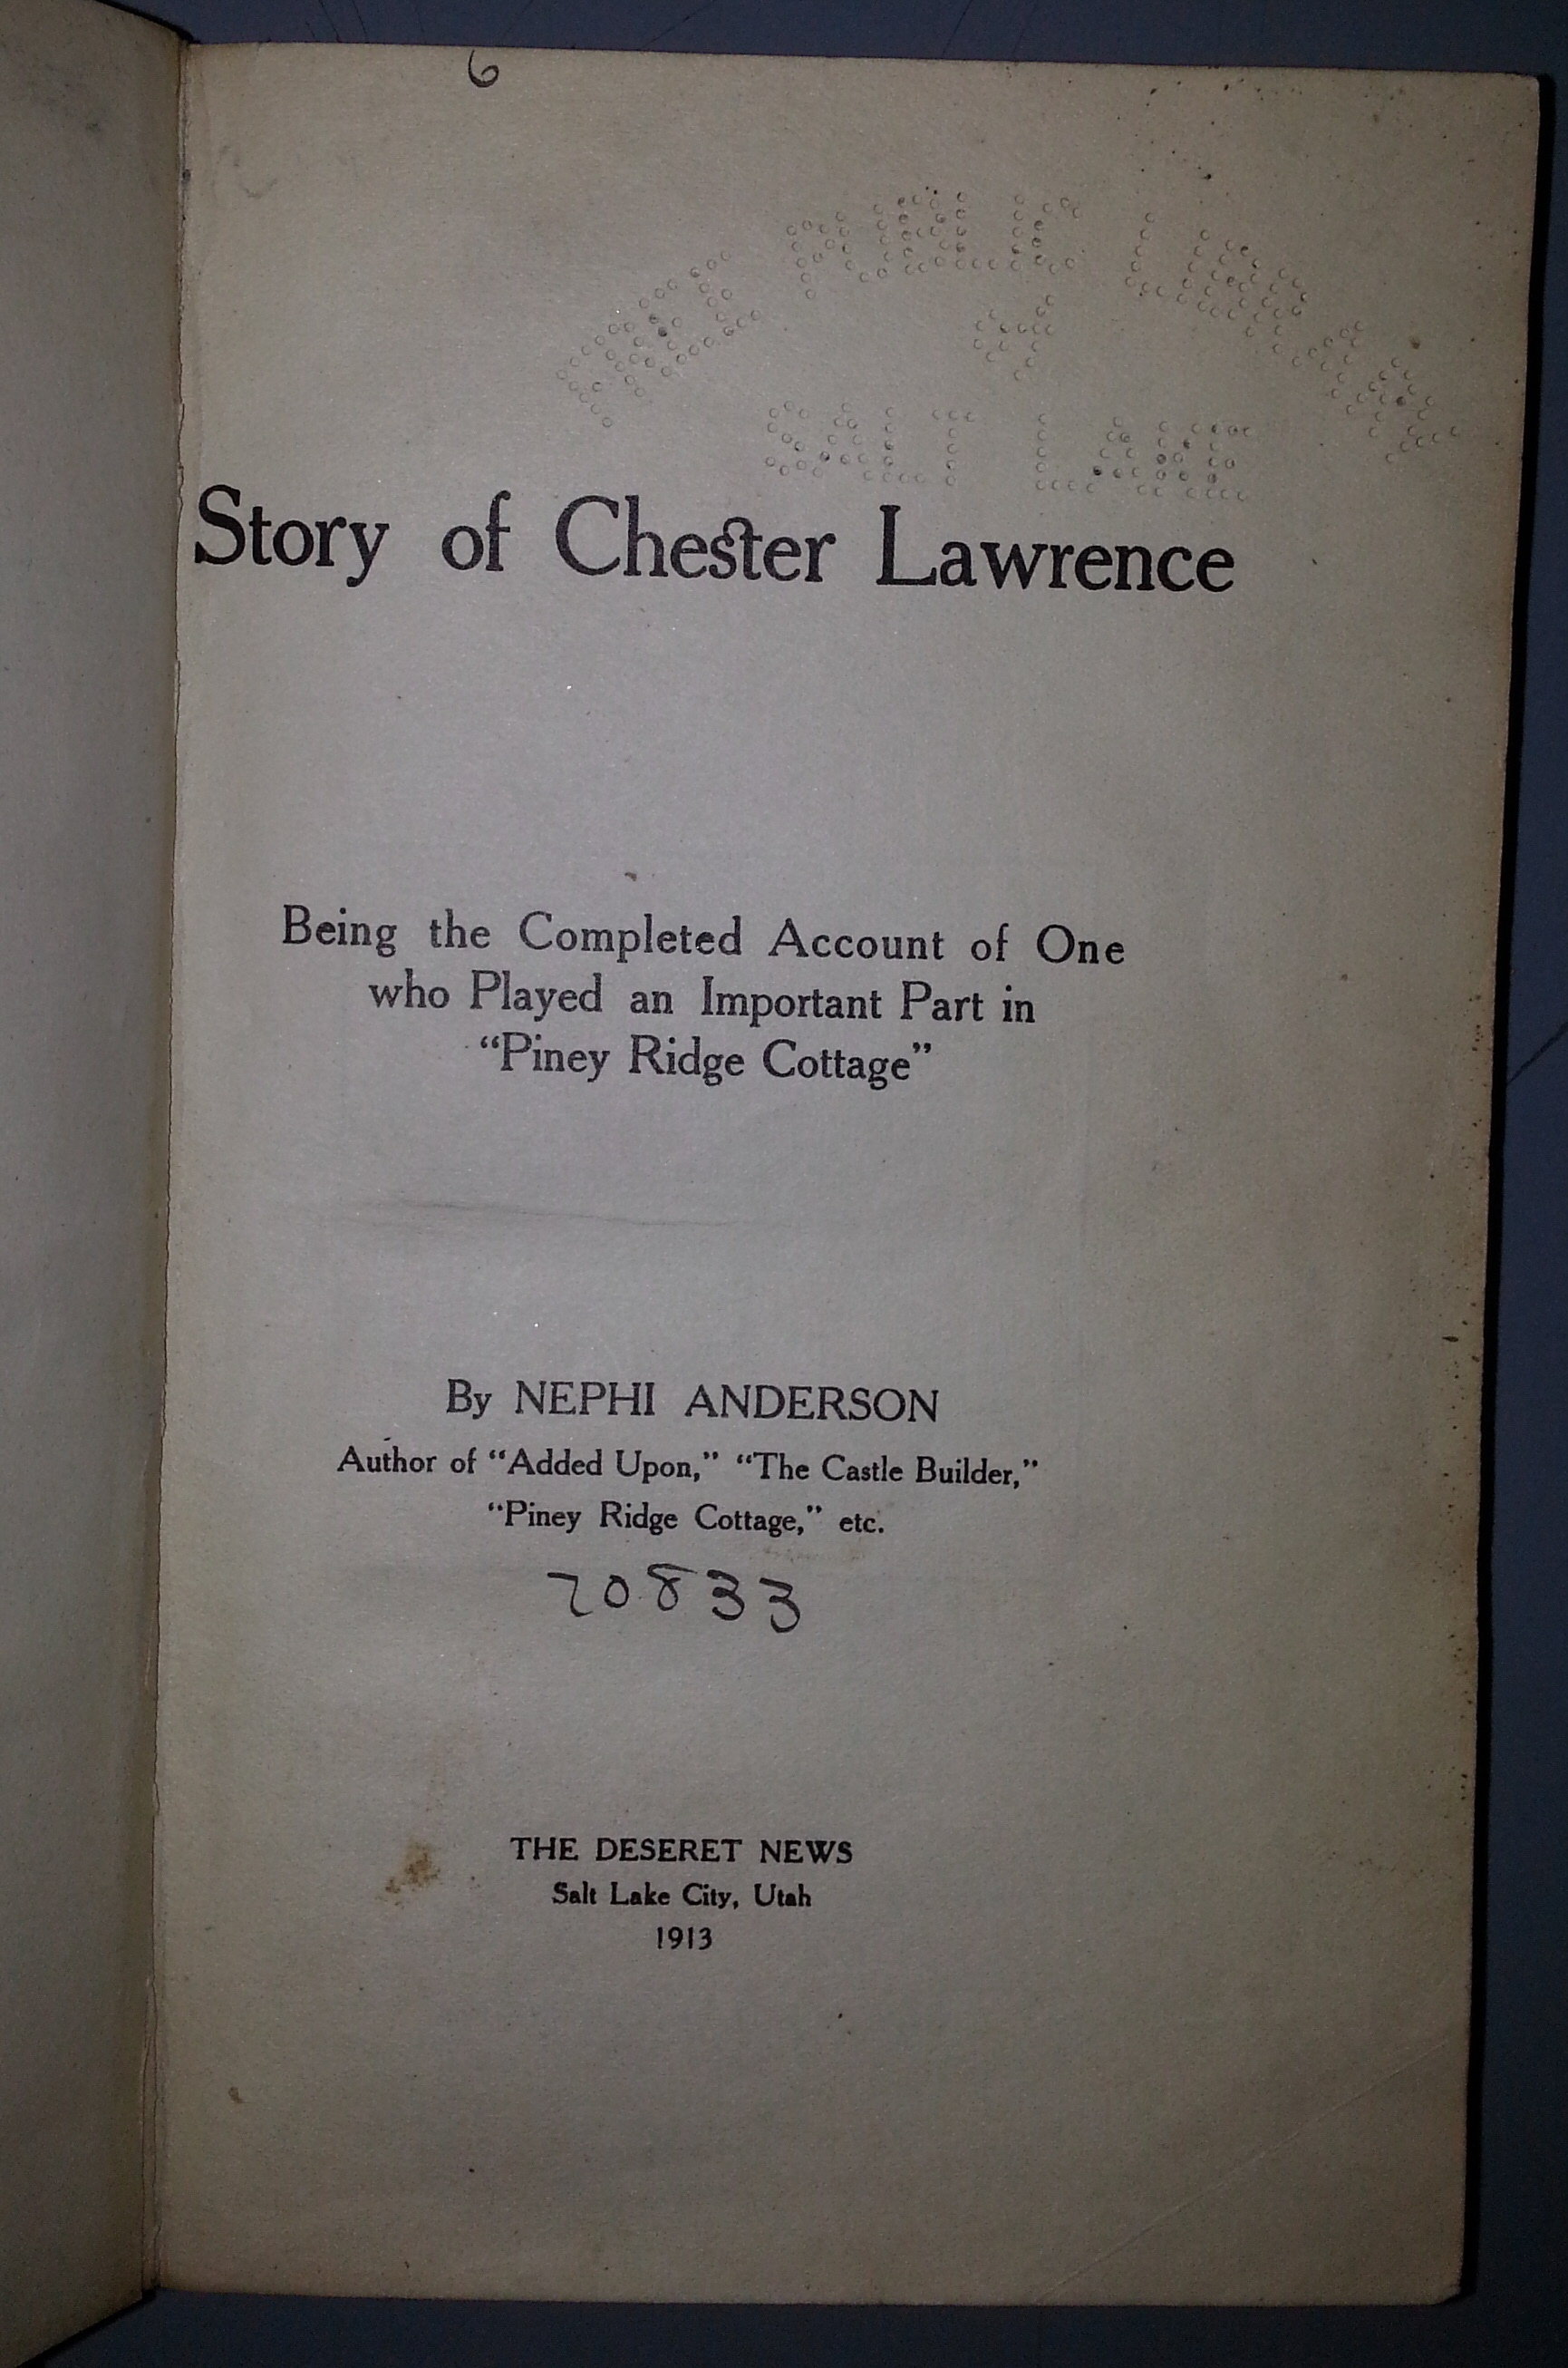 6
Story of Chester Lawrence
Being the Completed Account of One
who Played an Important Part in
“Piney Ridge Cottage”
By NEPHI ANDERSON
Author of “Added Upon,” “The Castle Builder,”
“Piney Ridge Cottage,” etc.
20833
THE DESERET NEWS
Salt Lake City, Utah
1913